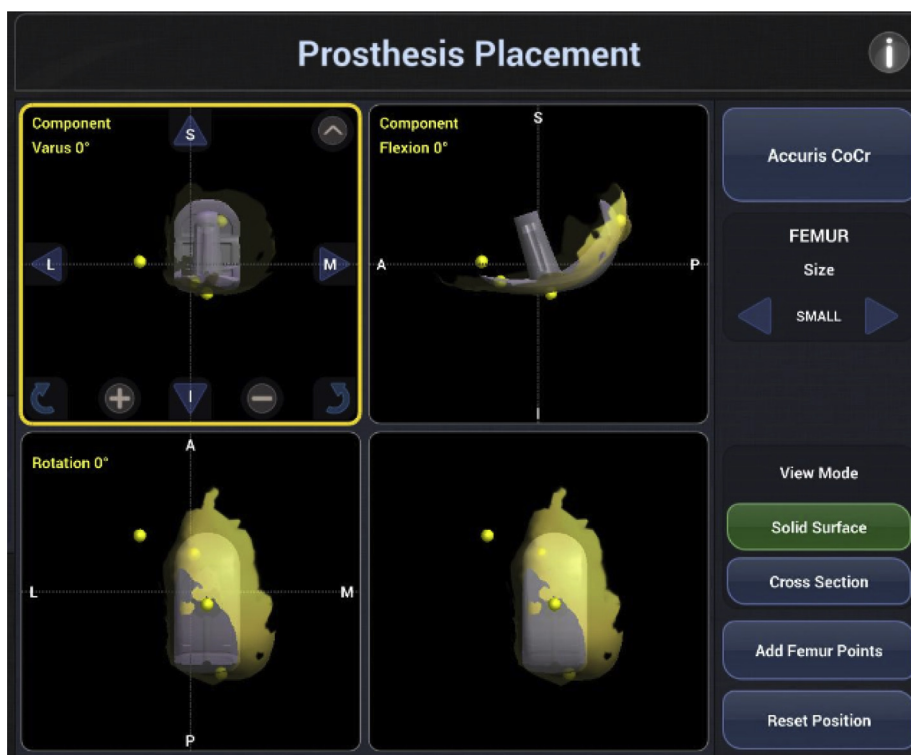 Prosthesis Placement
i
Component
Varus 0°
S
L
M
I
Component
Flexion 0°
S
A
P
I
Rotation 0°
A
L
M
P
Accuris CoCr
FEMUR
Size
SMALL
View Mode
Solid Surface
Cross Section
Add Femur Points
Reset Position